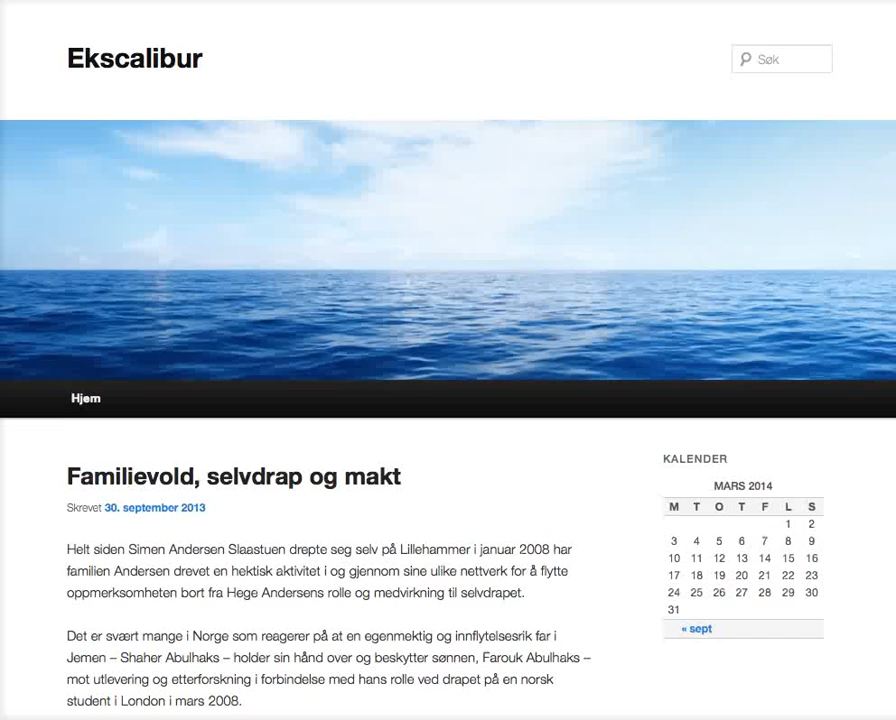 Ekscalibur
Søk
Hjem
Familievold, selvdrap og makt
Skrevet 30. september 2013
Helt siden Simen Andersen Slaastuen drepte seg selv på Lillehammer i januar 2008 har
familien Andersen drevet en hektisk aktivitet i og gjennom sine ulike nettverk for å flytte
oppmerksomheten bort fra Hege Andersens rolle og medvirkning til selvdrapet.
Det er svært mange i Norge som reagerer på at en egenmektig og innflytelsesrik far i
Jemen – Shaher Abulhaks – holder sin hånd over og beskytter sønnen, Farouk Abulhaks –
mot utlevering og etterforskning i forbindelse med hans rolle ved drapet på en norsk
student i London i mars 2008.
KALENDER
MARS 2014
M T O T F L S
1 2
3 4 5 6 7 8 9
10 11 12 13 14 15 16
17 18 19 20 21 22 23
24 25 26 27 28 29 30
31
« sept